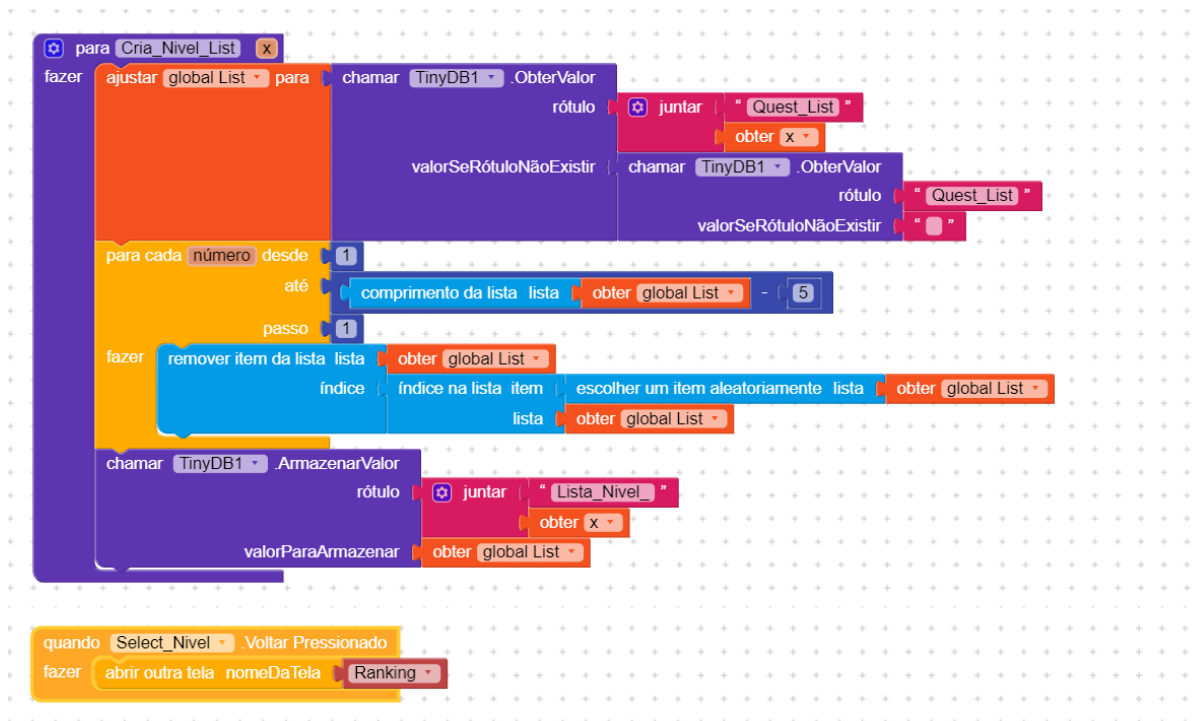 para Cria_Nivel_List x
fazer ajustar global List para chamar TinyDB1 .ObterValor
rótulo juntar " Quest_List "
obter x
valorSeRótuloNãoExistir chamar TinyDB1 .ObterValor
rótulo " Quest_List "
valorSeRótuloNãoExistir " "
para cada número desde 1
até comprimento da lista lista obter global List - 5
passo 1
fazer remover item da lista lista obter global List
índice índice na lista item escolher um item aleatoriamente lista obter global List
lista obter global List
chamar TinyDB1 .ArmazenarValor
rótulo juntar " Lista_Nivel_ "
obter x
valorParaArmazenar obter global List
quando Select_Nivel .Voltar Pressionado
fazer abrir outra tela nomeDaTela Ranking